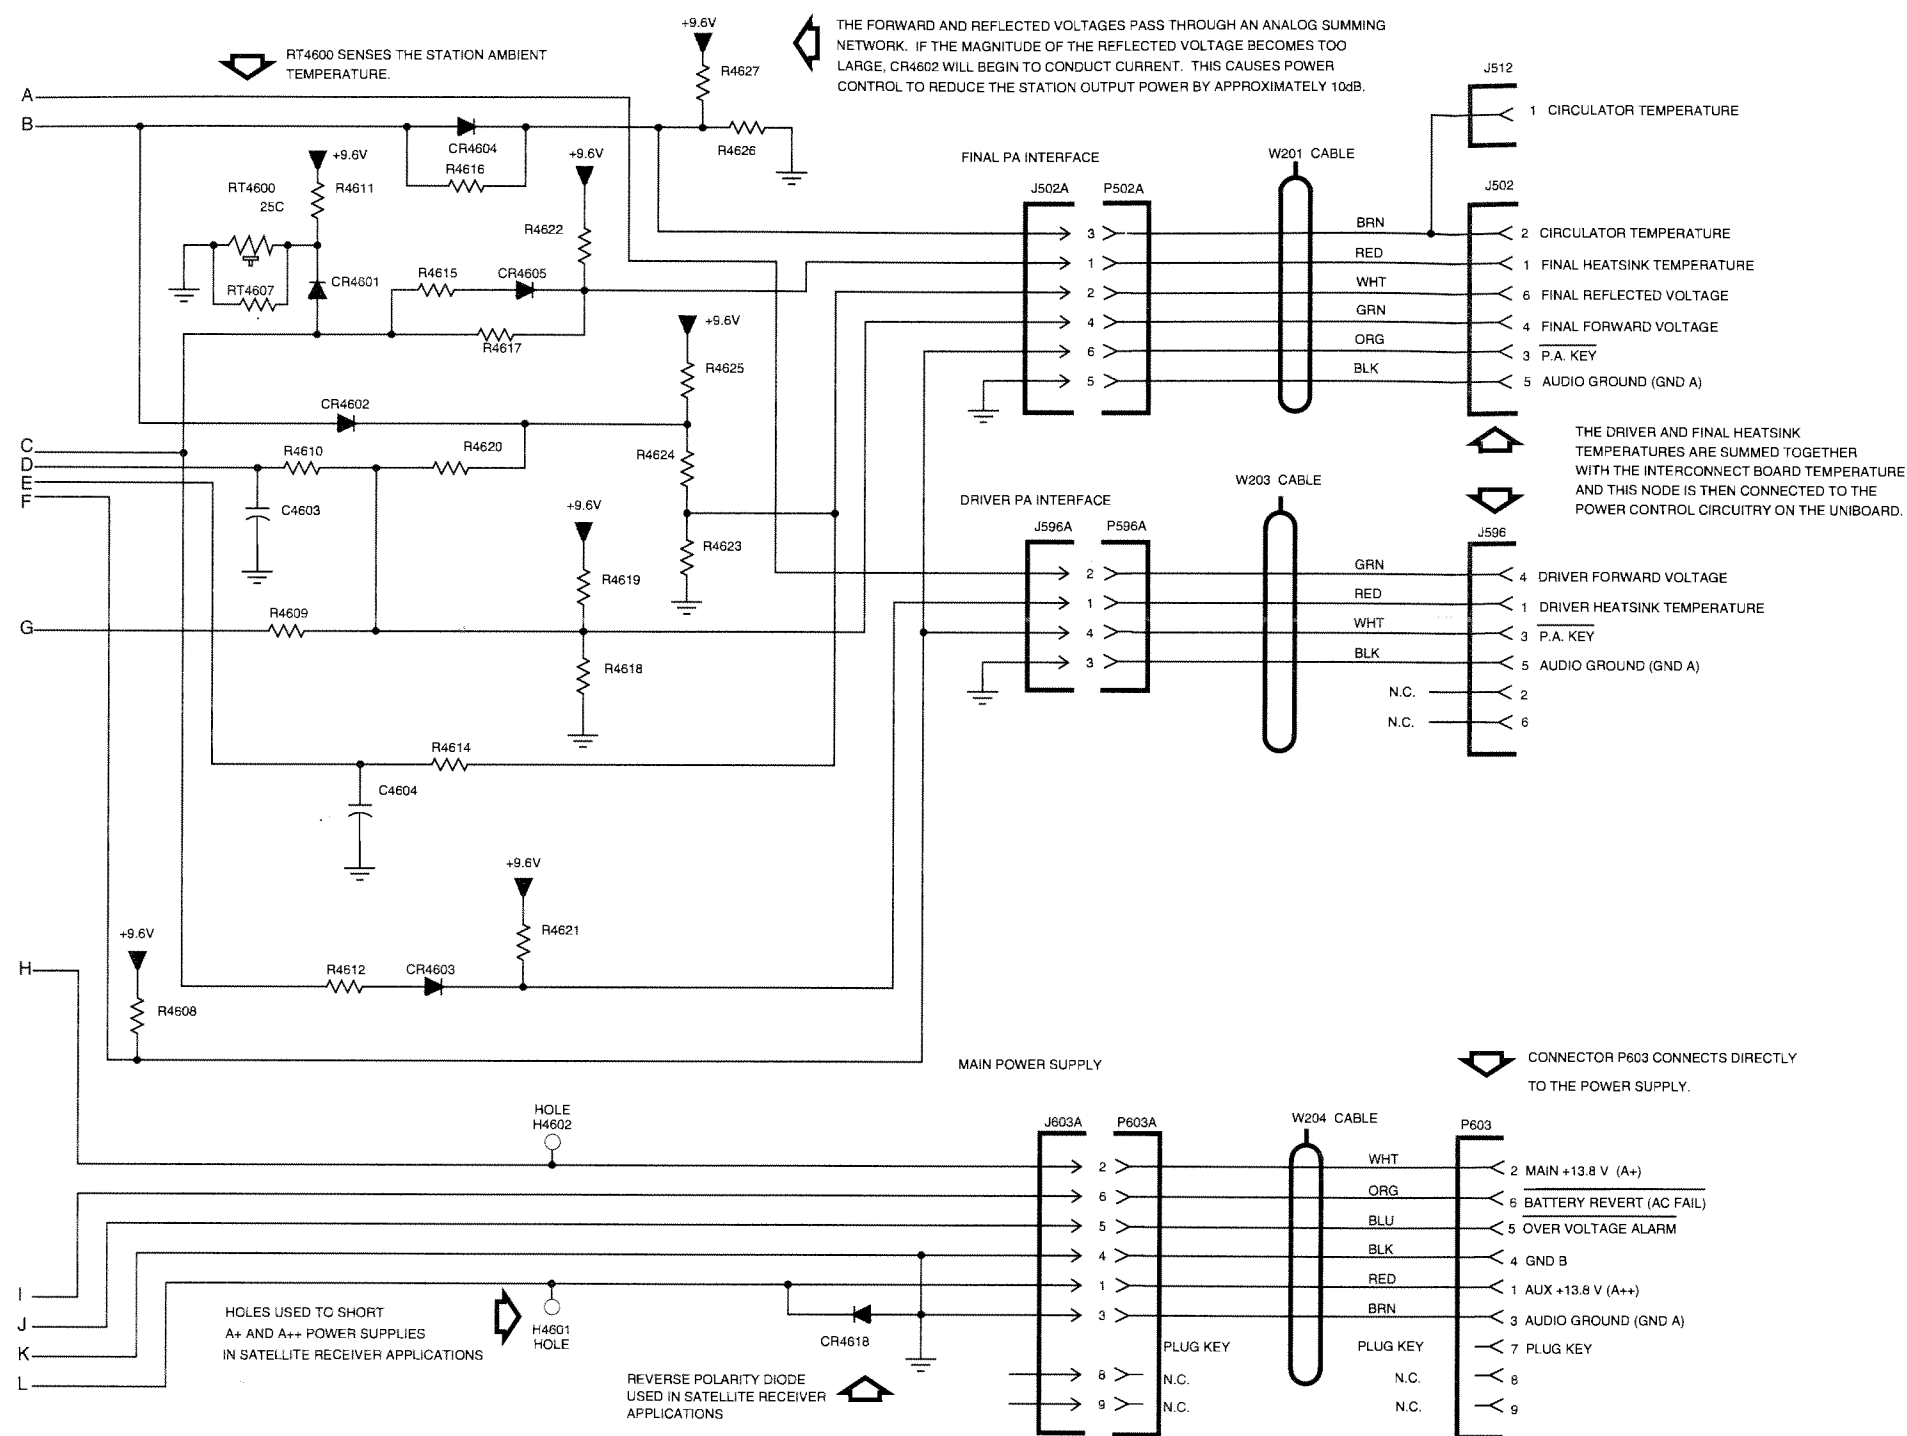 +9.6V
THE FORWARD AND REFLECTED VOLTAGES PASS THROUGH AN ANALOG SUMMING
NETWORK. IF THE MAGNITUDE OF THE REFLECTED VOLTAGE BECOMES TOO
LARGE, CR4602 WILL BEGIN TO CONDUCT CURRENT. THIS CAUSES POWER
CONTROL TO REDUCE THE STATION OUTPUT POWER BY APPROXIMATELY 10dB.
RT4600 SENSES THE STATION AMBIENT
TEMPERATURE.
R4627
J512
A
B
1 CIRCULATOR TEMPERATURE
CR4604
R4626
R4616
+9.6V
+9.6V
RT4600
25C
R4611
R4622
RT4607
CR4601
R4615
CR4605
R4617
FINAL PA INTERFACE
W201 CABLE
J502A
P502A
J502
3
BRN
2 CIRCULATOR TEMPERATURE
1
RED
1 FINAL HEATSINK TEMPERATURE
2
WHT
6 FINAL REFLECTED VOLTAGE
4
GRN
4 FINAL FORWARD VOLTAGE
6
ORG
3 P.A. KEY
5
BLK
5 AUDIO GROUND (GND A)
+9.6V
R4625
CR4602
R4624
R4623
C
D
E
F
R4610
R4620
C4603
THE DRIVER AND FINAL HEATSINK
TEMPERATURES ARE SUMMED TOGETHER
WITH THE INTERCONNECT BOARD TEMPERATURE
AND THIS NODE IS THEN CONNECTED TO THE
POWER CONTROL CIRCUITRY ON THE UNIBOARD.
+9.6V
R4619
R4618
G
R4609
DRIVER PA INTERFACE
W203 CABLE
J596A
P596A
J596
2
GRN
4 DRIVER FORWARD VOLTAGE
1
RED
1 DRIVER HEATSINK TEMPERATURE
4
WHT
3 P.A. KEY
3
BLK
5 AUDIO GROUND (GND A)
N.C.
2
N.C.
6
R4614
C4604
+9.6V
R4621
+9.6V
H
R4612
CR4603
R4608
MAIN POWER SUPPLY
CONNECTOR P603 CONNECTS DIRECTLY
TO THE POWER SUPPLY.
HOLE
H4602
W204 CABLE
J603A
P603A
P603
2
WHT
2 MAIN +13.8 V (A+)
6
ORG
6 BATTERY REVERT (AC FAIL)
5
BLU
5 OVER VOLTAGE ALARM
4
BLK
4 GND B
1
RED
1 AUX +13.8 V (A++)
3
BRN
3 AUDIO GROUND (GND A)
PLUG KEY
PLUG KEY
7 PLUG KEY
8
N.C.
N.C.
8
9
N.C.
N.C.
9
I
J
K
L
HOLES USED TO SHORT
A+ AND A++ POWER SUPPLIES
IN SATELLITE RECEIVER APPLICATIONS
H4601
HOLE
CR4618
REVERSE POLARITY DIODE
USED IN SATELLITE RECEIVER
APPLICATIONS